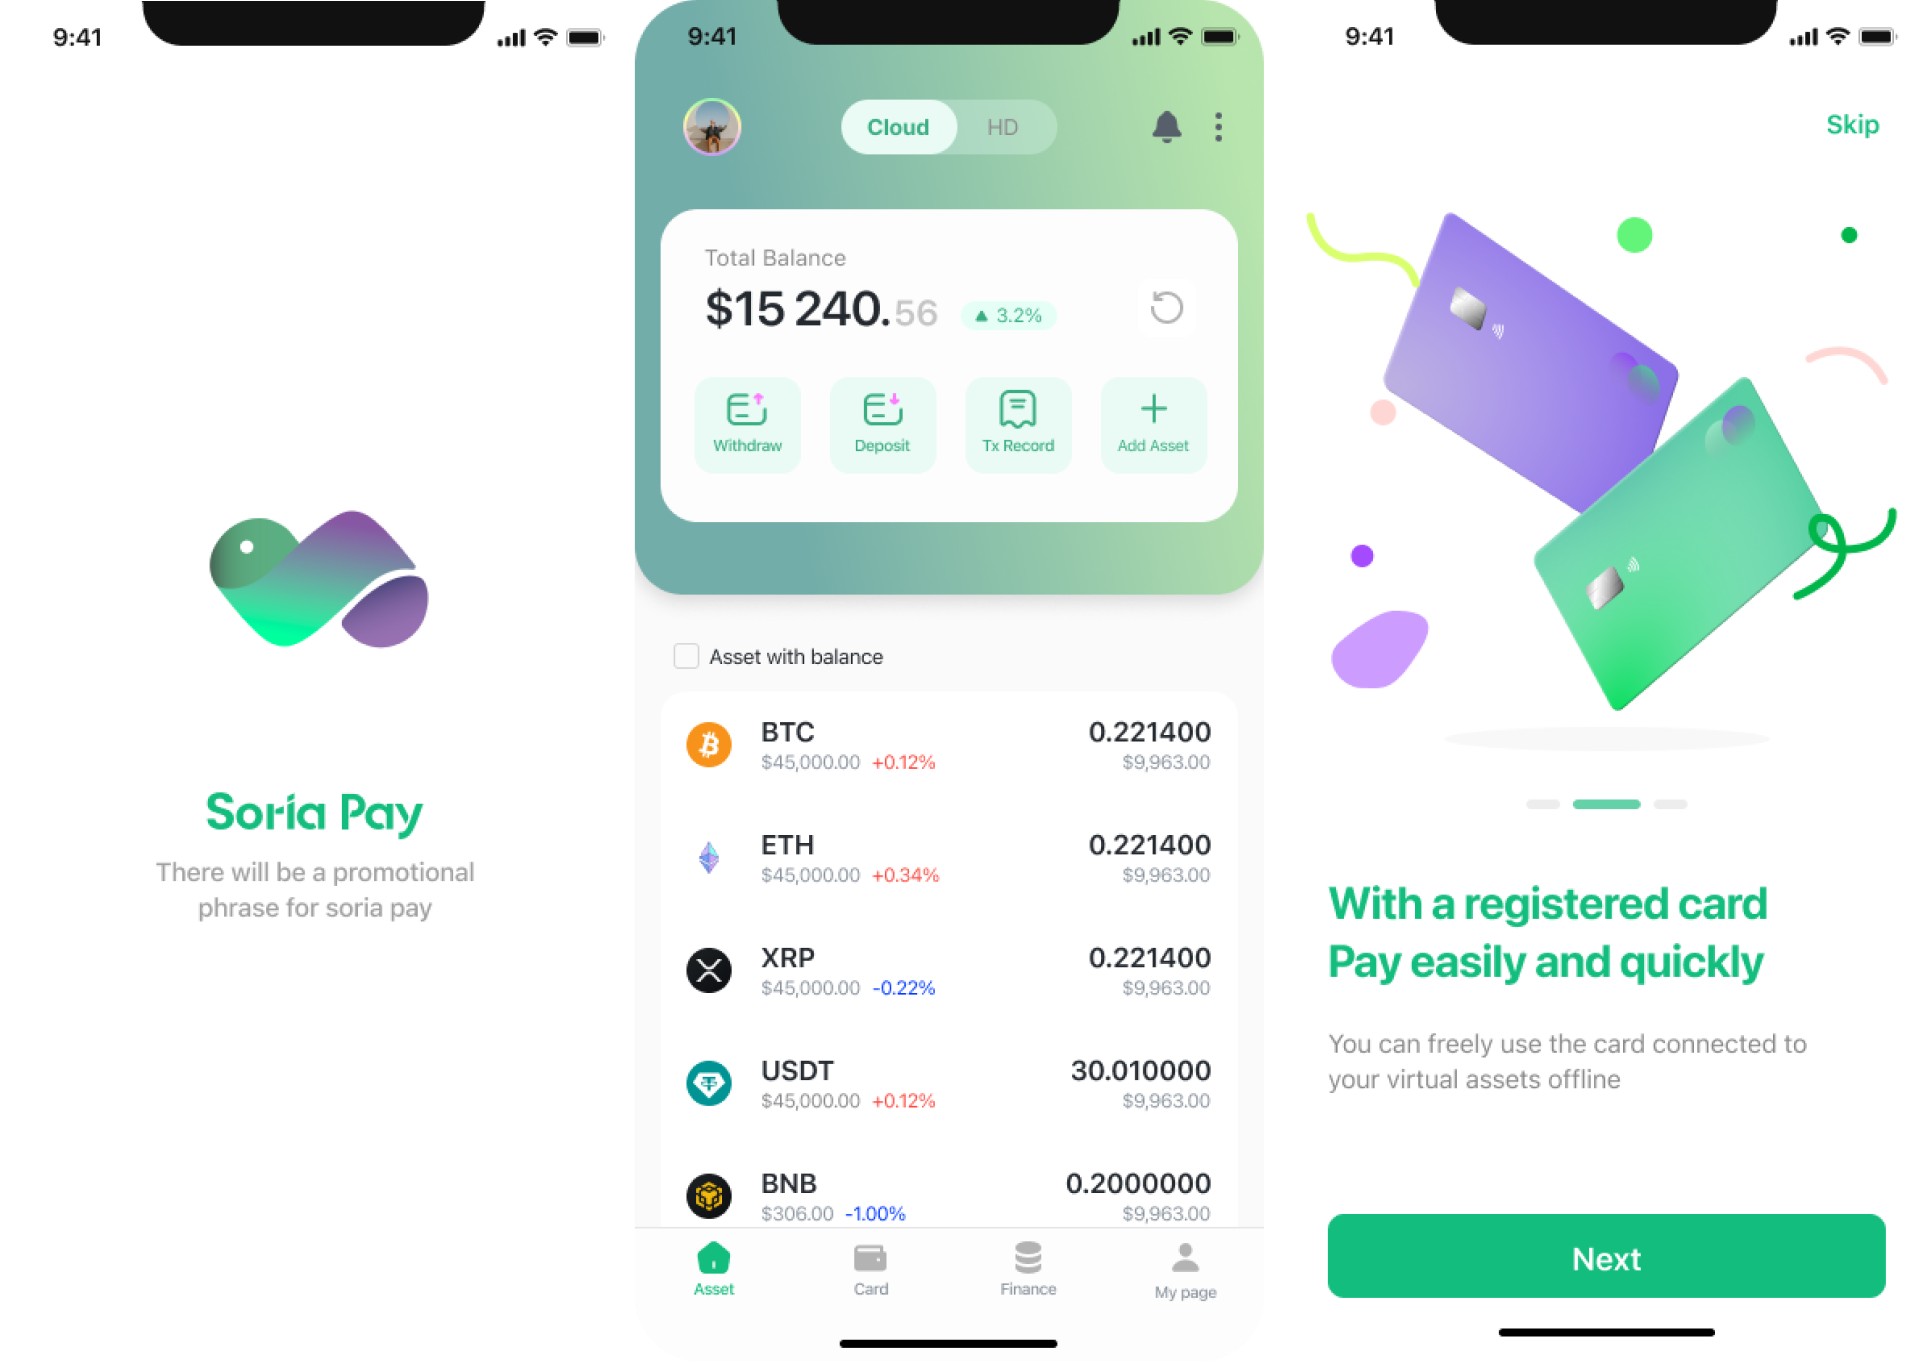 9:41
Soria Pay
There will be a promotional
phrase for soria pay
9:41
Cloud
HD
Total Balance
$15 240.56
3.2%
Withdraw
Deposit
Tx Record
Add Asset
Asset with balance
BTC
0.221400
$45,000.00 +0.12%
$9,963.00
ETH
0.221400
$45,000.00 +0.34%
$9,963.00
XRP
0.221400
$45,000.00 -0.22%
$9,963.00
USDT
30.010000
$45,000.00 +0.12%
$9,963.00
BNB
0.2000000
$306.00 -1.00%
$9,963.00
Asset
Card
Finance
My page
9:41
Skip
With a registered card
Pay easily and quickly
You can freely use the card connected to
your virtual assets offline
Next